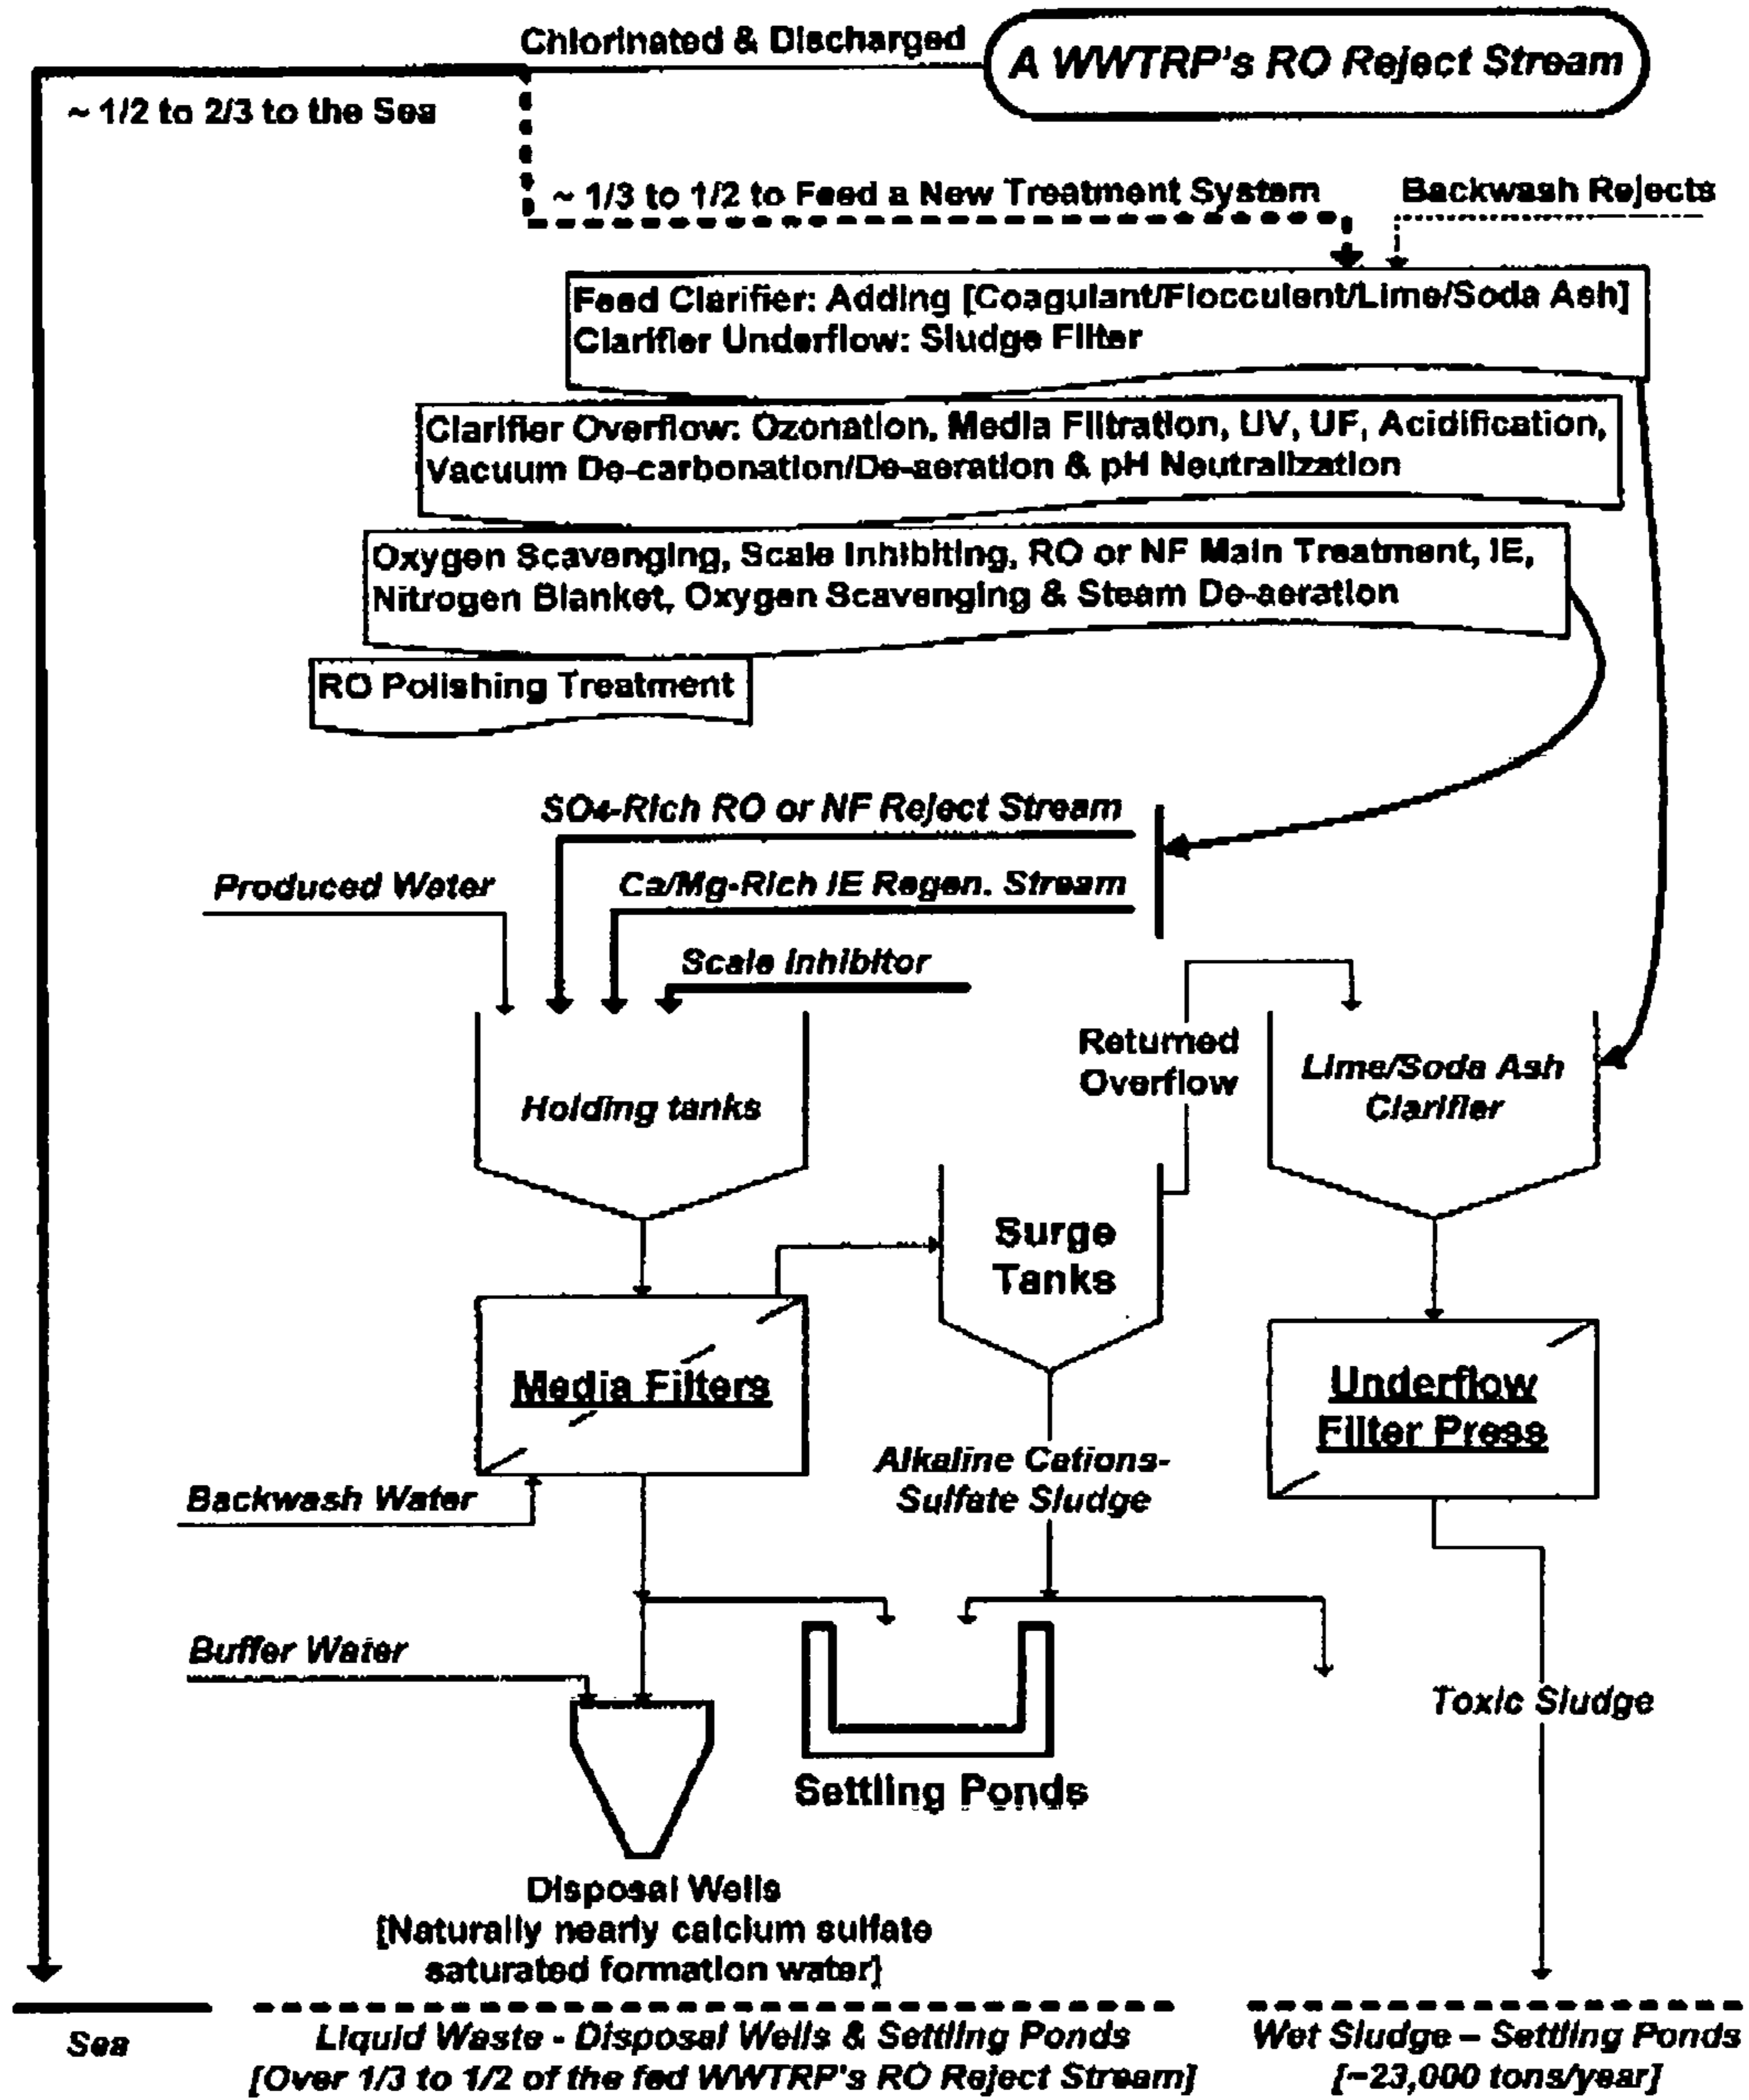 Chlorinated & Discharged
A WWTRP's RO Reject Stream
~ 1/2 to 2/3 to the Sea
~ 1/3 to 1/2 to Feed a New Treatment System
Backwash Rejects
Feed Clarifier: Adding [Coagulant/Flocculent/Lime/Soda Ash]
Clarifier Underflow: Sludge Filter
Clarifier Overflow: Ozonation, Media Filtration, UV, UF, Acidification,
Vacuum De-carbonation/De-aeration & pH Neutralization
Oxygen Scavenging, Scale Inhibiting, RO or NF Main Treatment, IE,
Nitrogen Blanket, Oxygen Scavenging & Steam De-aeration
RO Polishing Treatment
SO4-Rich RO or NF Reject Stream
Produced Water
Ca/Mg-Rich IE Regen. Stream
Scale Inhibitor
Returned
Overflow
Holding tanks
Lime/Soda Ash
Clarifier
Surge
Tanks
Media Filters
Underflow
Filter Press
Alkaline Cations-
Sulfate Sludge
Backwash Water
Buffer Water
Toxic Sludge
Settling Ponds
Disposal Wells
[Naturally nearly calcium sulfate
saturated formation water]
Sea
Liquid Waste - Disposal Wells & Settling Ponds
[Over 1/3 to 1/2 of the fed WWTRP's RO Reject Stream]
Wet Sludge – Settling Ponds
[~23,000 tons/year]